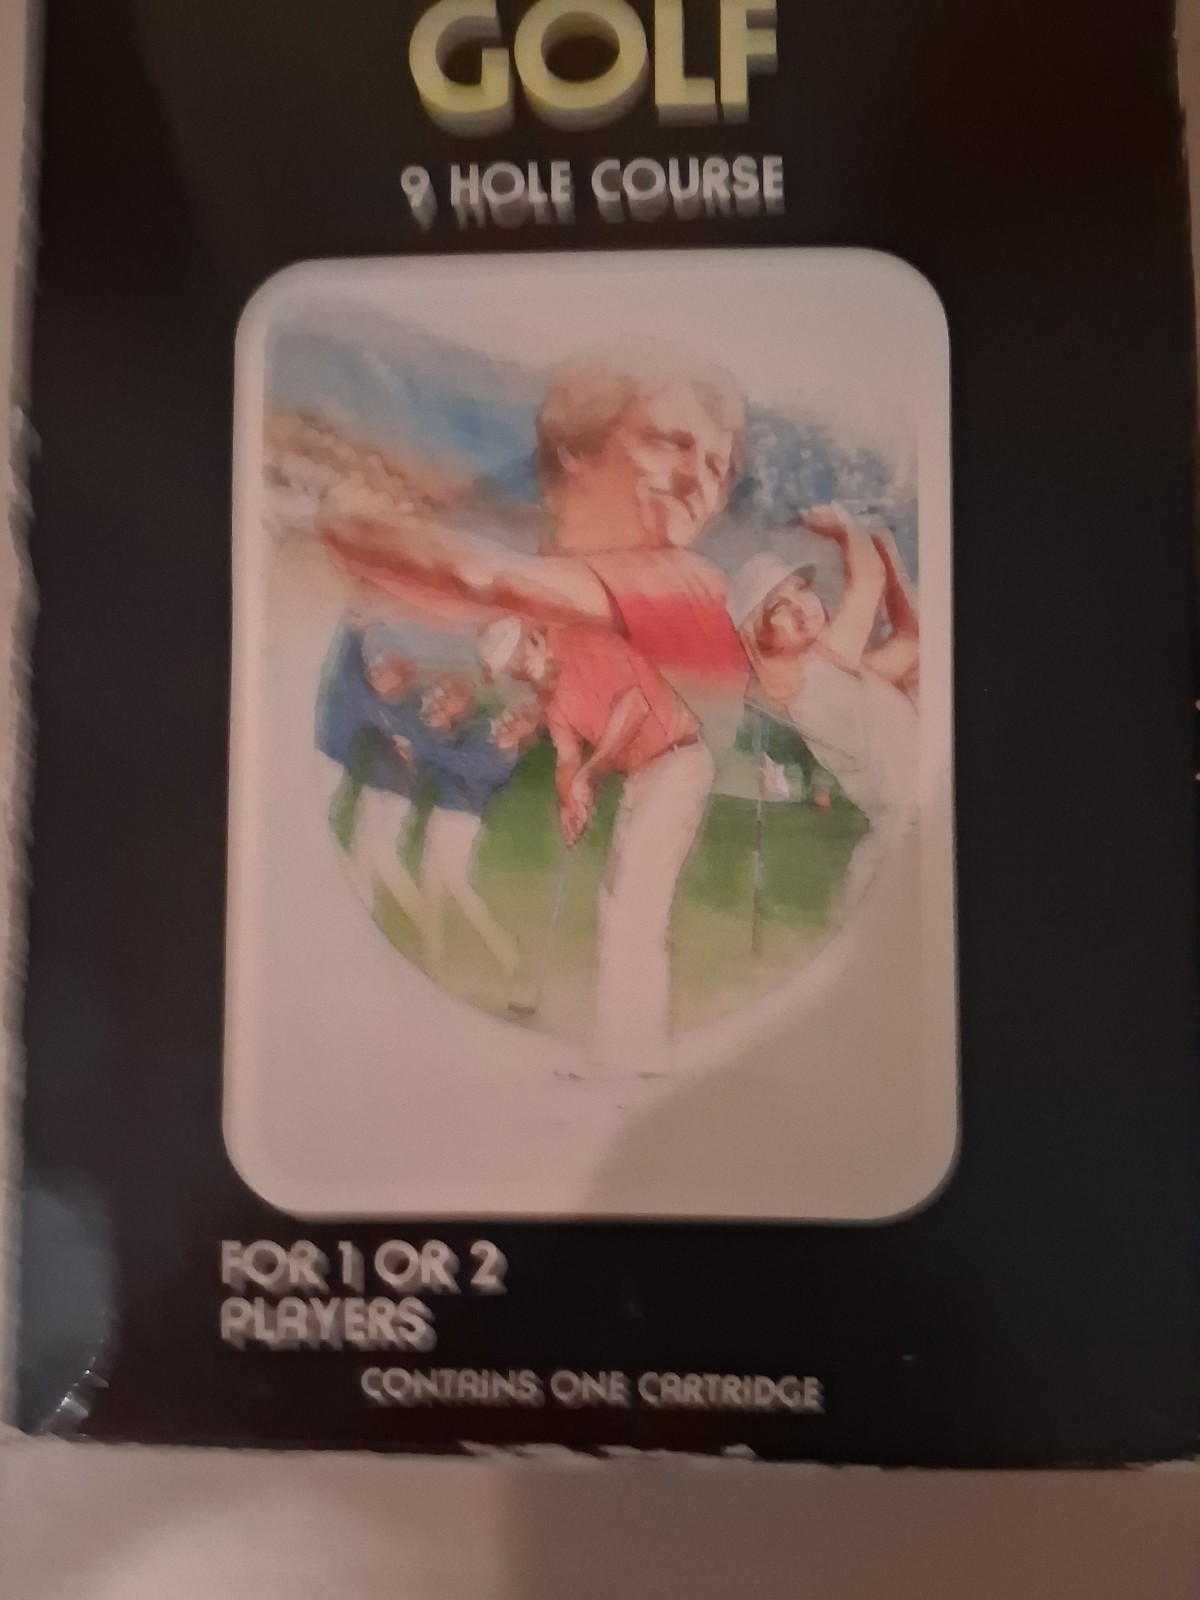 GOLF
9 HOLE COURSE
FOR 1 OR 2
PLAYERS
CONTAINS ONE CARTRIDGE